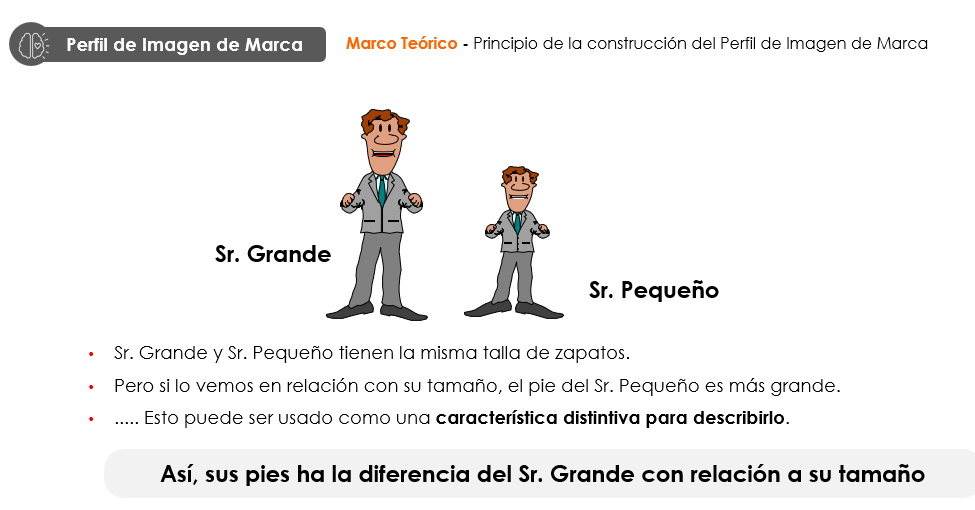 Perfil de Imagen de Marca
Marco Teórico - Principio de la construcción del Perfil de Imagen de Marca
Sr. Grande
Sr. Pequeño
• Sr. Grande y Sr. Pequeño tienen la misma talla de zapatos.
• Pero si lo vemos en relación con su tamaño, el pie del Sr. Pequeño es más grande.
• ..... Esto puede ser usado como una característica distintiva para describirlo.
Así, sus pies ha la diferencia del Sr. Grande con relación a su tamaño